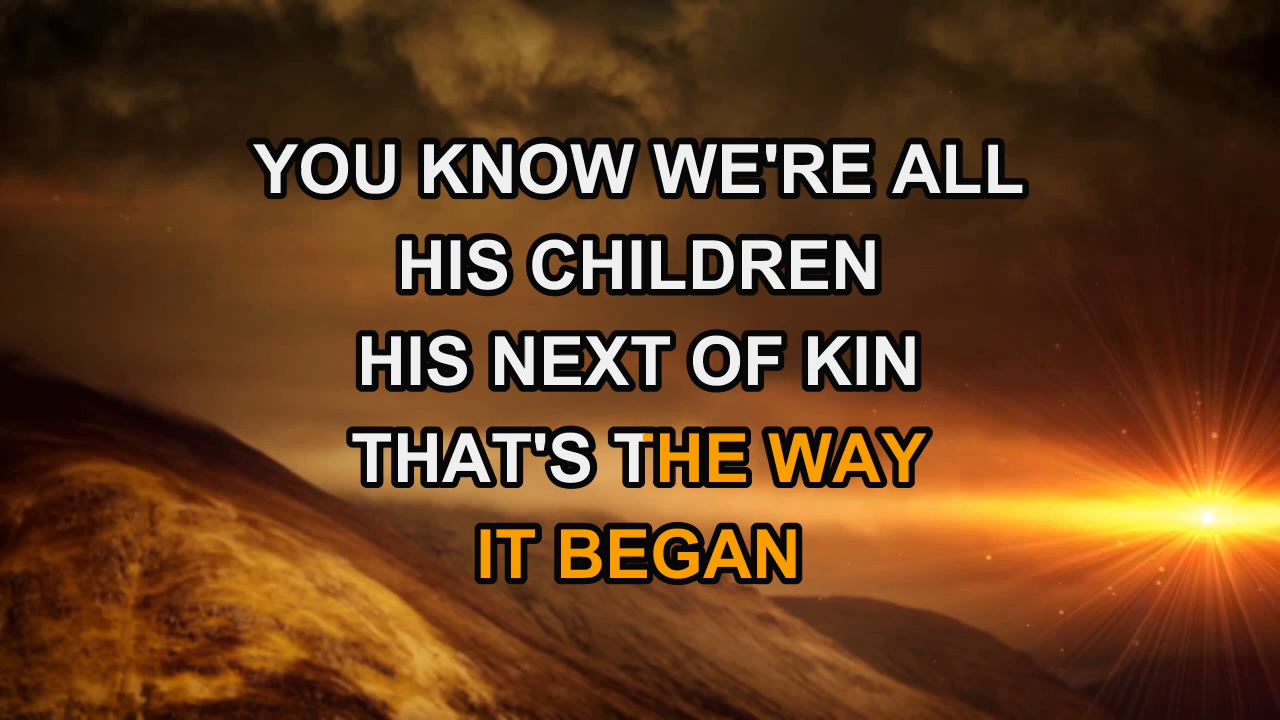 YOU KNOW WE'RE ALL
HIS CHILDREN
HIS NEXT OF KIN
THAT'S THE WAY
IT BEGAN